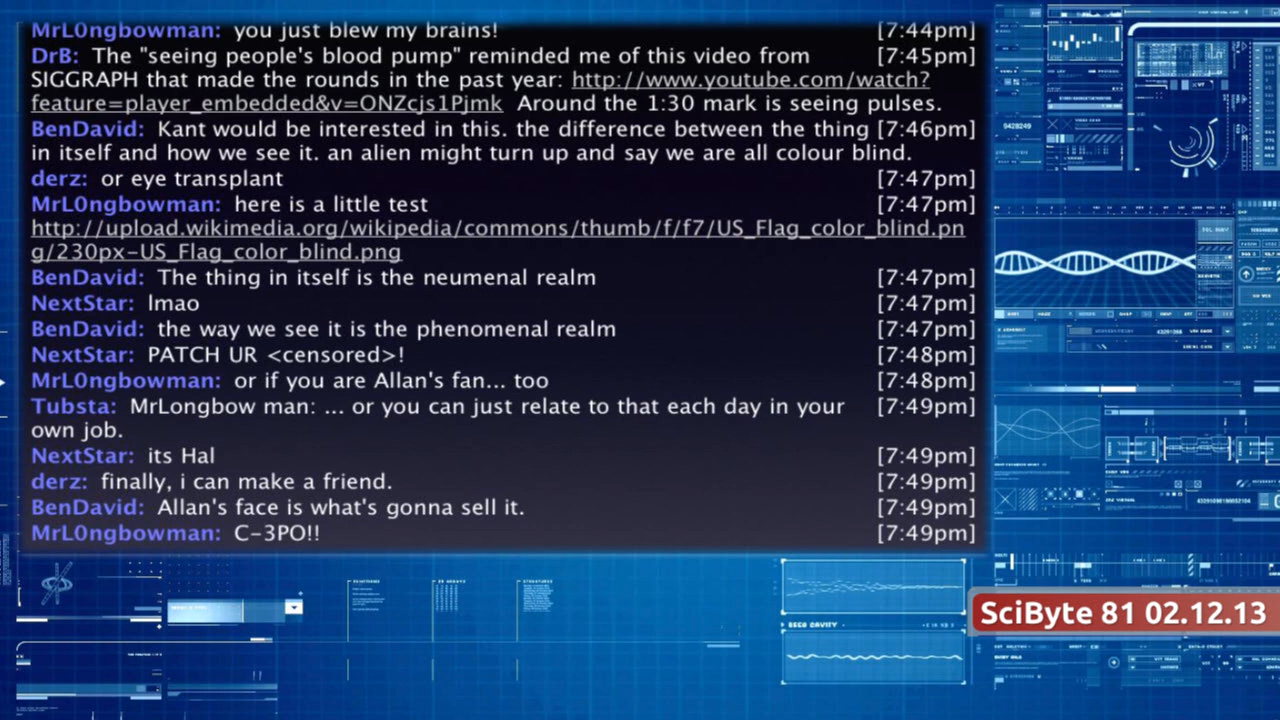 MrL0ngbowman: you just blew my brains! [7:44pm]
DrB: The "seeing people's blood pump" reminded me of this video from [7:45pm]
SIGGRAPH that made the rounds in the past year: http://www.youtube.com/watch?
feature=player_embedded&v=ONZcjs1Pjmk Around the 1:30 mark is seeing pulses.
BenDavid: Kant would be interested in this. the difference between the thing [7:46pm]
in itself and how we see it. an alien might turn up and say we are all colour blind.
derz: or eye transplant [7:47pm]
MrL0ngbowman: here is a little test [7:47pm]
http://upload.wikimedia.org/wikipedia/commons/thumb/f/f7/US_Flag_color_blind.pn
g/230px-US_Flag_color_blind.png
BenDavid: The thing in itself is the neumenal realm [7:47pm]
NextStar: lmao [7:47pm]
BenDavid: the way we see it is the phenomenal realm [7:47pm]
NextStar: PATCH UR <censored>! [7:48pm]
MrL0ngbowman: or if you are Allan's fan... too [7:48pm]
Tubsta: MrLongbow man: ... or you can just relate to that each day in your [7:49pm]
own job.
NextStar: its Hal [7:49pm]
derz: finally, i can make a friend. [7:49pm]
BenDavid: Allan's face is what's gonna sell it. [7:49pm]
MrL0ngbowman: C-3PO!! [7:49pm]
SciByte 81 02.12.13